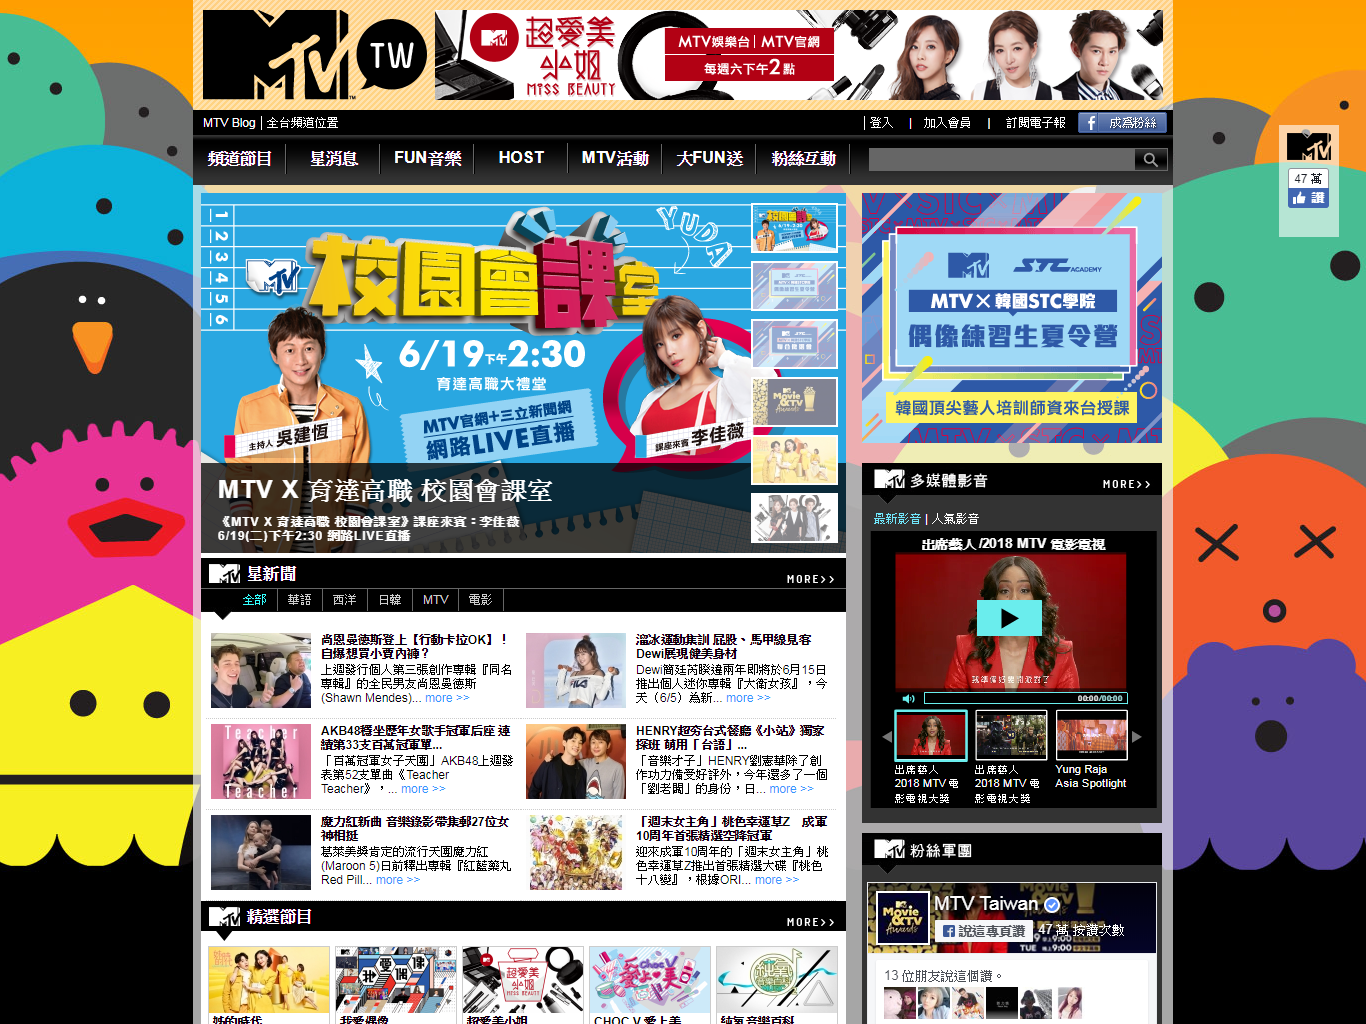 MTV TW
MTV 超愛美小姐 MISS BEAUTY
MTV娛樂台 | MTV官網
每週六下午2點
MTV Blog | 全台頻道位置
登入 | 加入會員 | 訂閱電子報
成為粉絲
頻道節目 星消息 FUN音樂 HOST MTV活動 大FUN送 粉絲互動
47 萬
讚
1 2 3 4 5 6
YUDA
MTV 校園會課室
6/19下午2:30
育達高職大禮堂
MTV官網+三立新聞網
網路LIVE直播
主持人 吳建恆
課座來賓 李佳薇
MTV X 育達高職 校園會課室
《MTV X 育達高職 校園會課室》課座來賓：李佳薇
6/19(二)下午2:30 網路LIVE直播
MTV STC ACADEMY
MTV×韓國STC學院
偶像練習生夏令營
韓國頂尖藝人培訓師資來台授課
多媒體影音
MORE>>
最新影音 | 人氣影音
出席藝人 /2018 MTV 電影電視
00:00/00:00
出席藝人
2018 MTV 電
影電視大獎
出席藝人
2018 MTV 電
影電視大獎
Yung Raja
Asia Spotlight
星新聞
MORE>>
全部 華語 西洋 日韓 MTV 電影
尚恩曼德斯登上【行動卡拉OK】！
自爆想買小賈內褲？
上週發行個人第三張創作專輯『同名
專輯』的全民男友尚恩曼德斯
(Shawn Mendes)... more >>
溜冰運動集訓 屁股、馬甲線見客
Dewi展現健美身材
Dewi簡廷芮睽違兩年即將於6月15日
推出個人迷你專輯『大衛女孩』，今
天（6/5）為新... more >>
Teacher
Teacher
AKB48穩坐歷年女歌手冠軍后座 連
續第33支百萬冠軍單...
「百萬冠軍女子天團」AKB48上週發
表第52支單曲《Teacher
Teacher》，... more >>
HENRY超夯台式餐廳《小站》獨家
探班 萌用「台語」...
「音樂才子」HENRY劉憲華除了創
作功力備受好評外，今年還多了一個
「劉老闆」的身份，日... more >>
魔力紅新曲 音樂錄影帶集郵27位女
神相挺
葛萊美獎肯定的流行天團魔力紅
(Maroon 5)日前釋出專輯『紅藍藥丸
Red Pill... more >>
「週末女主角」桃色幸運草Z　成軍
10周年首張精選空降冠軍
迎來成軍10周年的「週末女主角」桃
色幸運草Z推出首張精選大碟『桃色
十八變』，根據ORI... more >>
精選節目
MORE>>
姊的時代
我愛偶像
超愛美小姐
CHOC V 愛上美
純氧音樂百科
粉絲軍團
MTV Taiwan
說這專頁讚
47 萬 按讚次數
13 位朋友說這個讚。